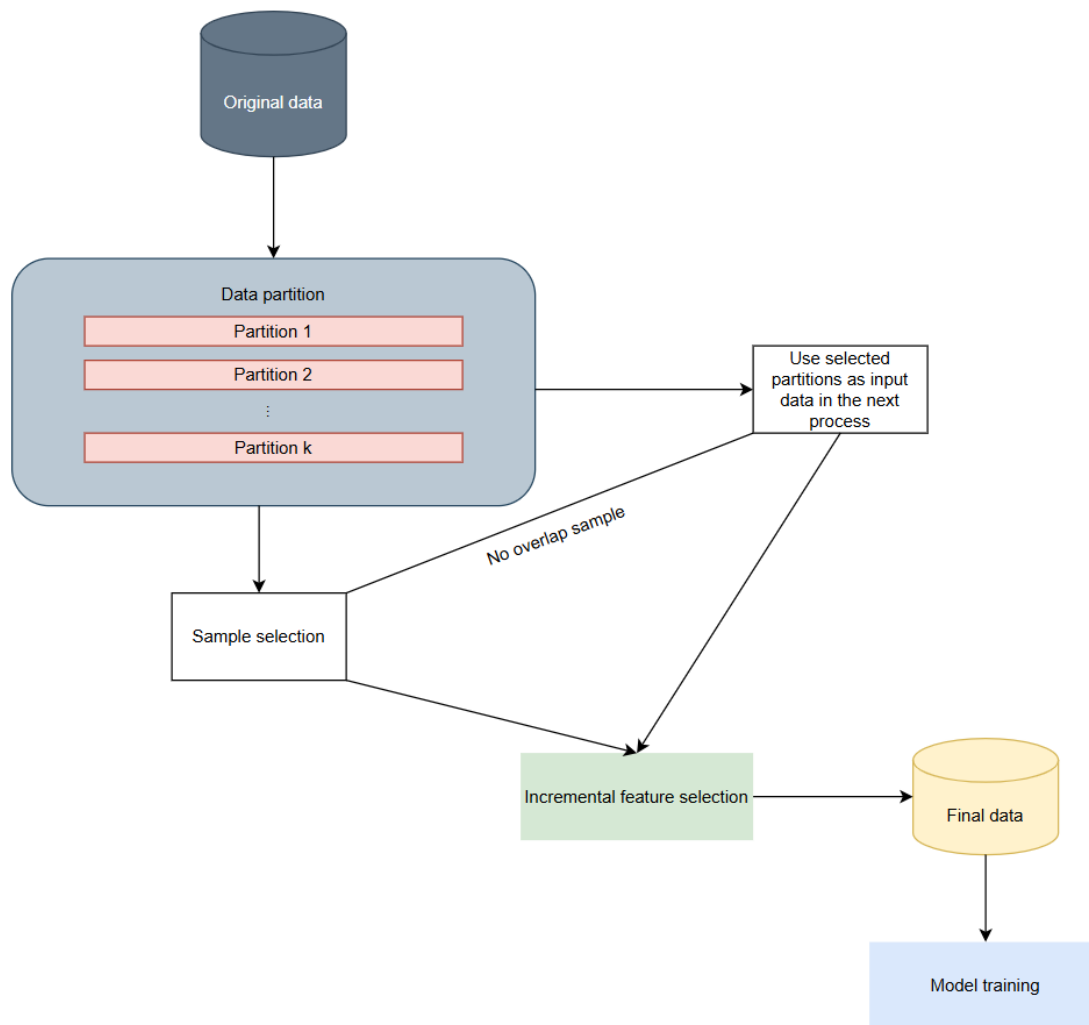 Original data
Data partition
Partition 1
Partition 2
⋮
Partition k
Use selected
partitions as input
data in the next
process
No overlap sample
Sample selection
Incremental feature selection
Final data
Model training